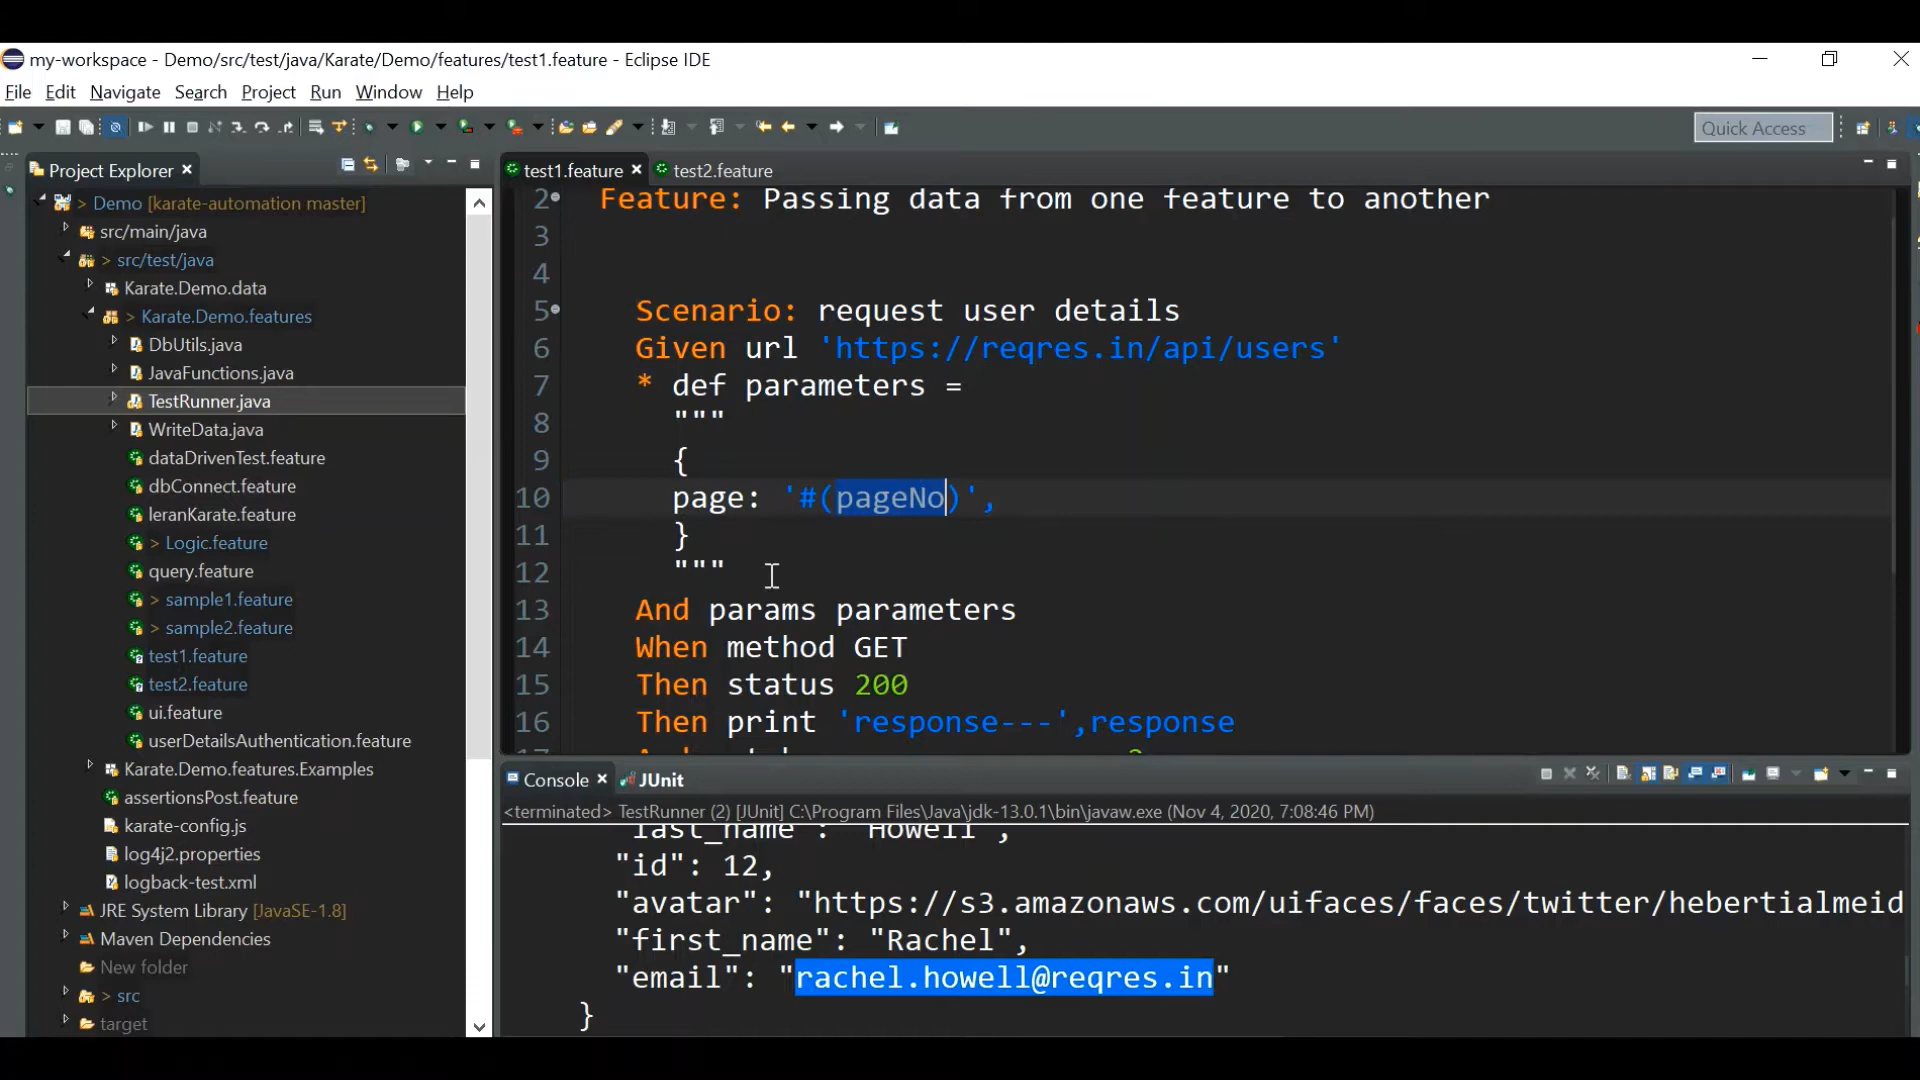 my-workspace - Demo/src/test/java/Karate/Demo/features/test1.feature - Eclipse IDE
File Edit Navigate Search Project Run Window Help
Quick Access
Project Explorer
> Demo [karate-automation master]
src/main/java
> src/test/java
Karate.Demo.data
> Karate.Demo.features
DbUtils.java
JavaFunctions.java
TestRunner.java
WriteData.java
dataDrivenTest.feature
dbConnect.feature
leranKarate.feature
> Logic.feature
query.feature
> sample1.feature
> sample2.feature
test1.feature
test2.feature
ui.feature
userDetailsAuthentication.feature
Karate.Demo.features.Examples
assertionsPost.feature
karate-config.js
log4j2.properties
logback-test.xml
JRE System Library [JavaSE-1.8]
Maven Dependencies
New folder
> src
target
test1.feature test2.feature
2 Feature: Passing data from one feature to another
3
4
5 Scenario: request user details
6 Given url 'https://reqres.in/api/users'
7 * def parameters =
8 """
9 {
10 page: '#(pageNo)',
11 }
12 """
13 And params parameters
14 When method GET
15 Then status 200
16 Then print 'response---',response
Console JUnit
<terminated> TestRunner (2) [JUnit] C:\Program Files\Java\jdk-13.0.1\bin\javaw.exe (Nov 4, 2020, 7:08:46 PM)
"last_name": "Howell",
"id": 12,
"avatar": "https://s3.amazonaws.com/uifaces/faces/twitter/hebertialmeid
"first_name": "Rachel",
"email": "rachel.howell@reqres.in"
}